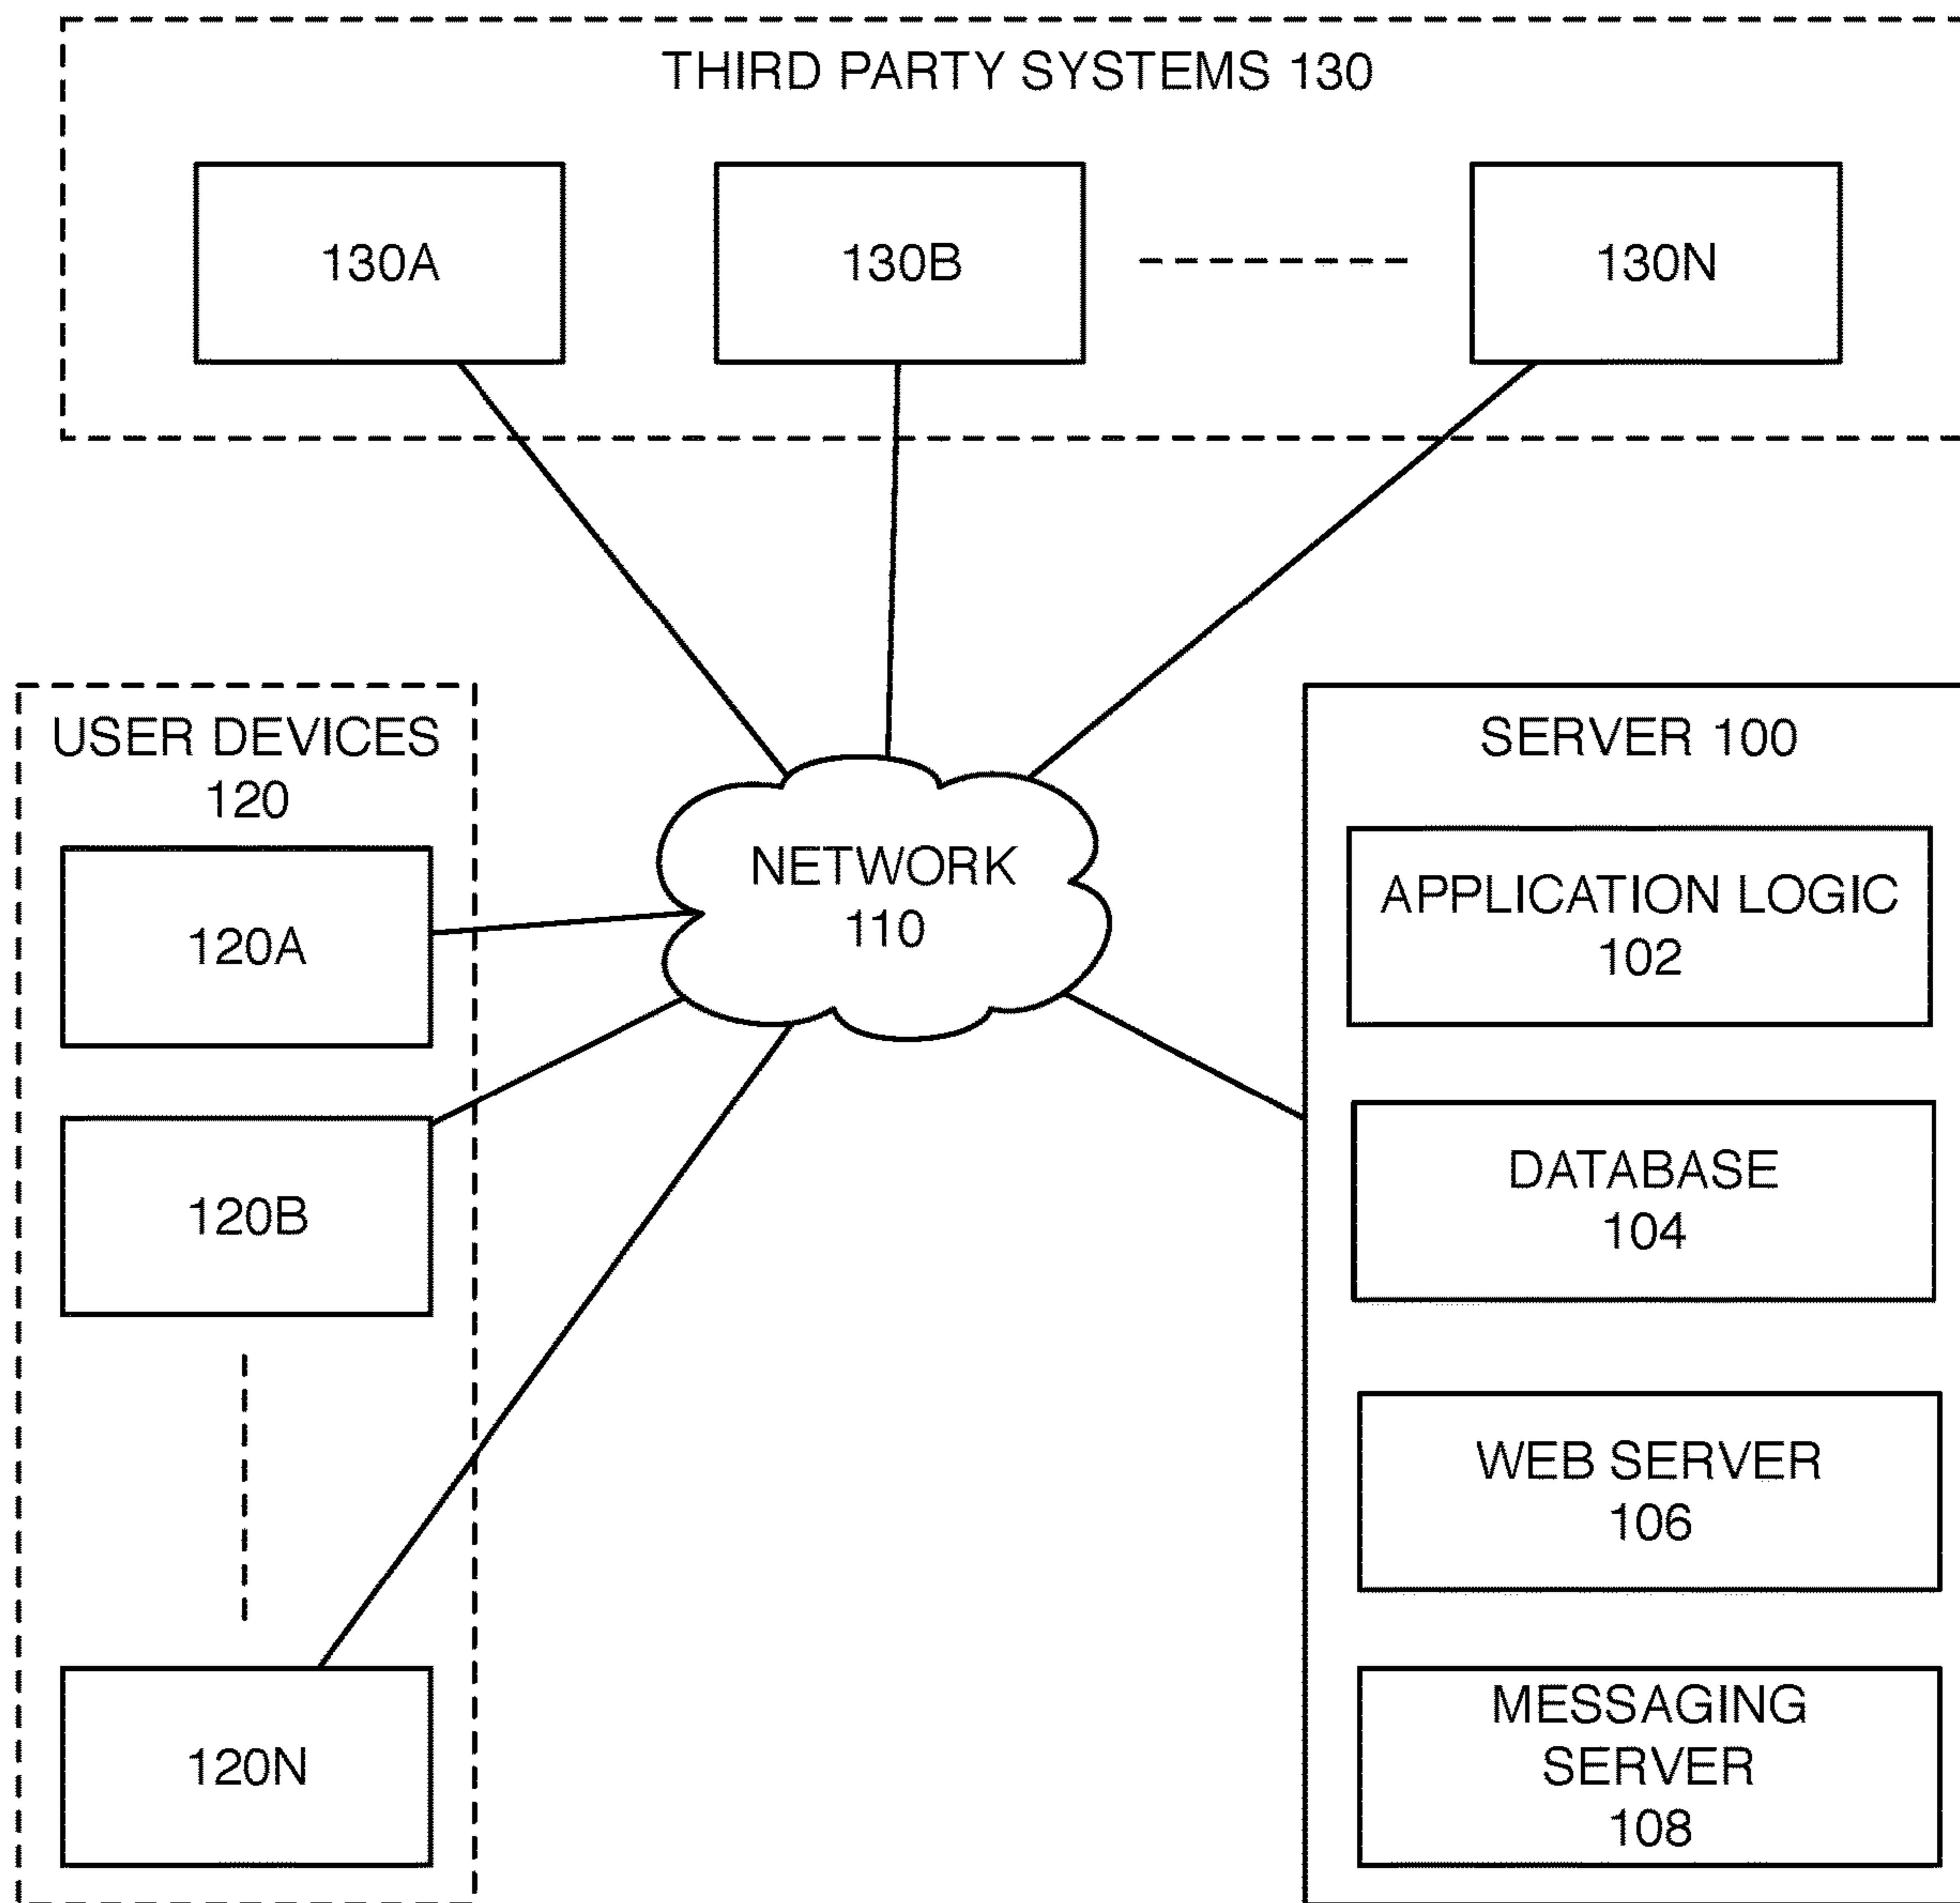 THIRD PARTY SYSTEMS 130
130A
130B
130N
USER DEVICES
120
120A
120B
120N
NETWORK
110
SERVER 100
APPLICATION LOGIC
102
DATABASE
104
WEB SERVER
106
MESSAGING
SERVER
108